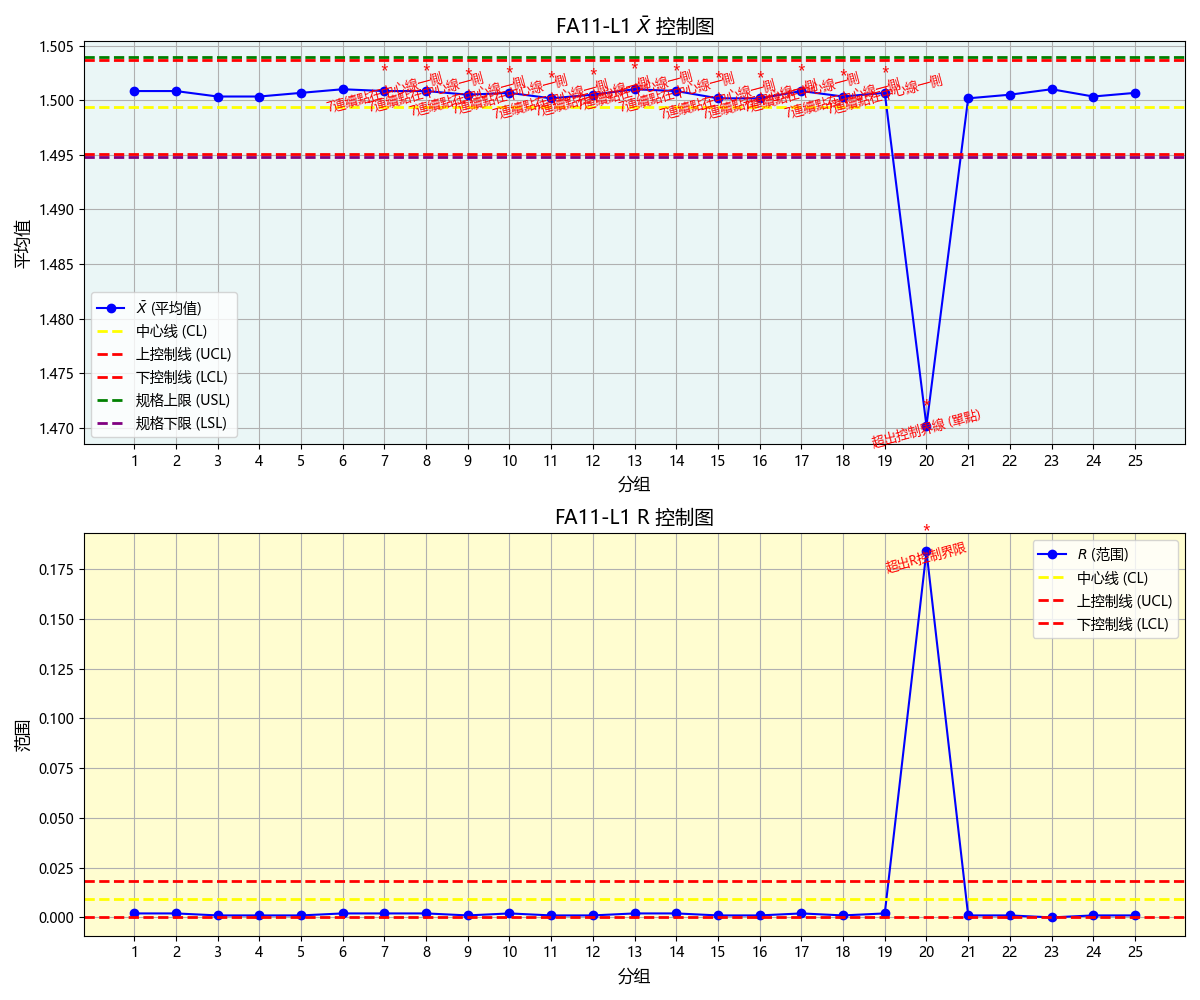 FA11-L1 X̄ 控制图
1.505
1.500
1.495
1.490
1.485
1.480
1.475
1.470
平均值
X̄ (平均值)
中心线 (CL)
上控制线 (UCL)
下控制线 (LCL)
规格上限 (USL)
规格下限 (LSL)
*
*
*
*
*
*
*
*
*
*
*
*
*
*
超出控制界線 (單點)
1 2 3 4 5 6 7 8 9 10 11 12 13 14 15 16 17 18 19 20 21 22 23 24 25
分组
FA11-L1 R 控制图
*
超出R控制界限
0.175
0.150
0.125
0.100
0.075
0.050
0.025
0.000
范围
R (范围)
中心线 (CL)
上控制线 (UCL)
下控制线 (LCL)
1 2 3 4 5 6 7 8 9 10 11 12 13 14 15 16 17 18 19 20 21 22 23 24 25
分组